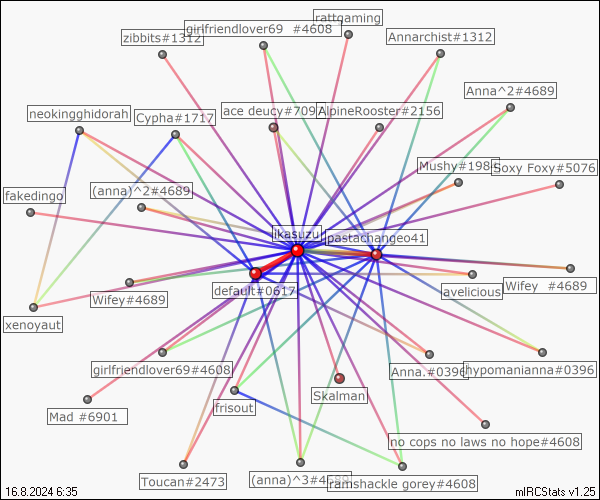 rattgaming
girlfriendlover69 #4608
zibbits#1312
Annarchist#1312
Anna^2#4689
neokingghidorah
Cypha#1717
ace deucy#709
AlpineRooster#2156
Mushy#198
Soxy Foxy#5076
fakedingo
(anna)^2#4689
ikasuzu
pastachangeo41
default#0617
Wifey#4689
avelicious
Wifey #4689
xenoyaut
girlfriendlover69#4608
Anna.#0396
hypomanianna#0396
Mad #6901
frisout
Skalman
no cops no laws no hope#4608
Toucan#2473
(anna)^3#4689
ramshackle gorey#4608
16.8.2024 6:35
mIRCStats v1.25